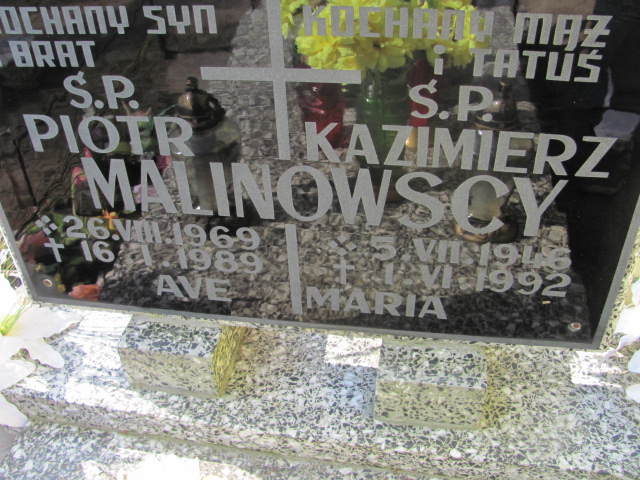 KOCHANY SYN
I BRAT
Ś.P.
PIOTR
KOCHANY MĄŻ
i TATUŚ
Ś.P.
KAZIMIERZ
MALINOWSCY
26.VIII.1969
16. I. 1989
5. VII 1946
1. VI. 1992
AVE MARIA